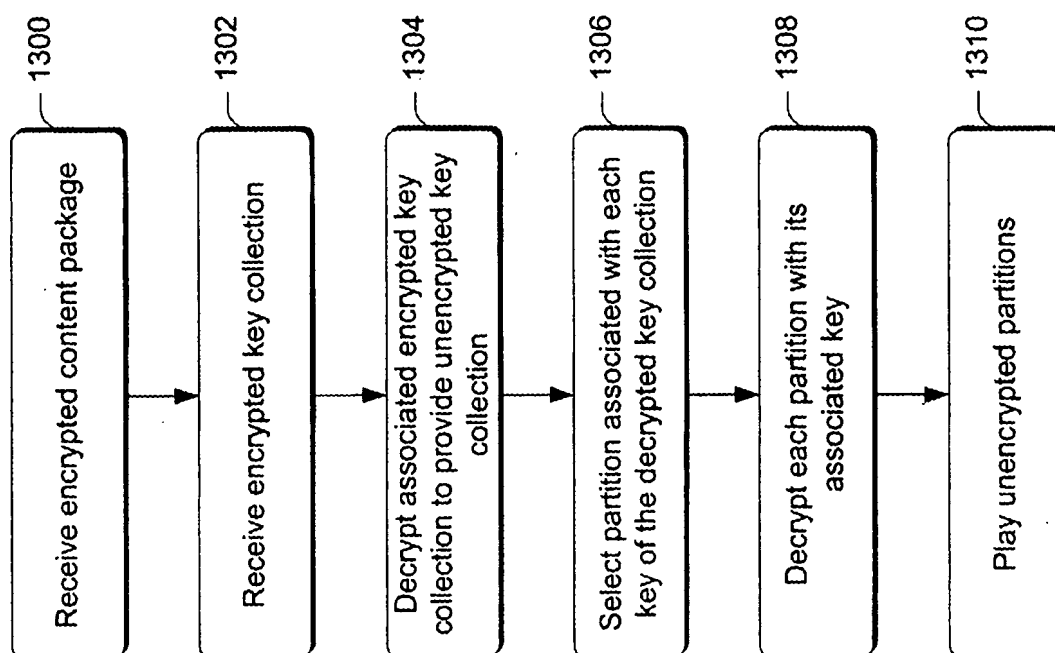 1300
Receive encrypted content package
1302
Receive encrypted key collection
1304
Decrypt associated encrypted key
collection to provide unencrypted key
collection
1306
Select partition associated with each
key of the decrypted key collection
1308
Decrypt each partition with its
associated key
1310
Play unencrypted partitions